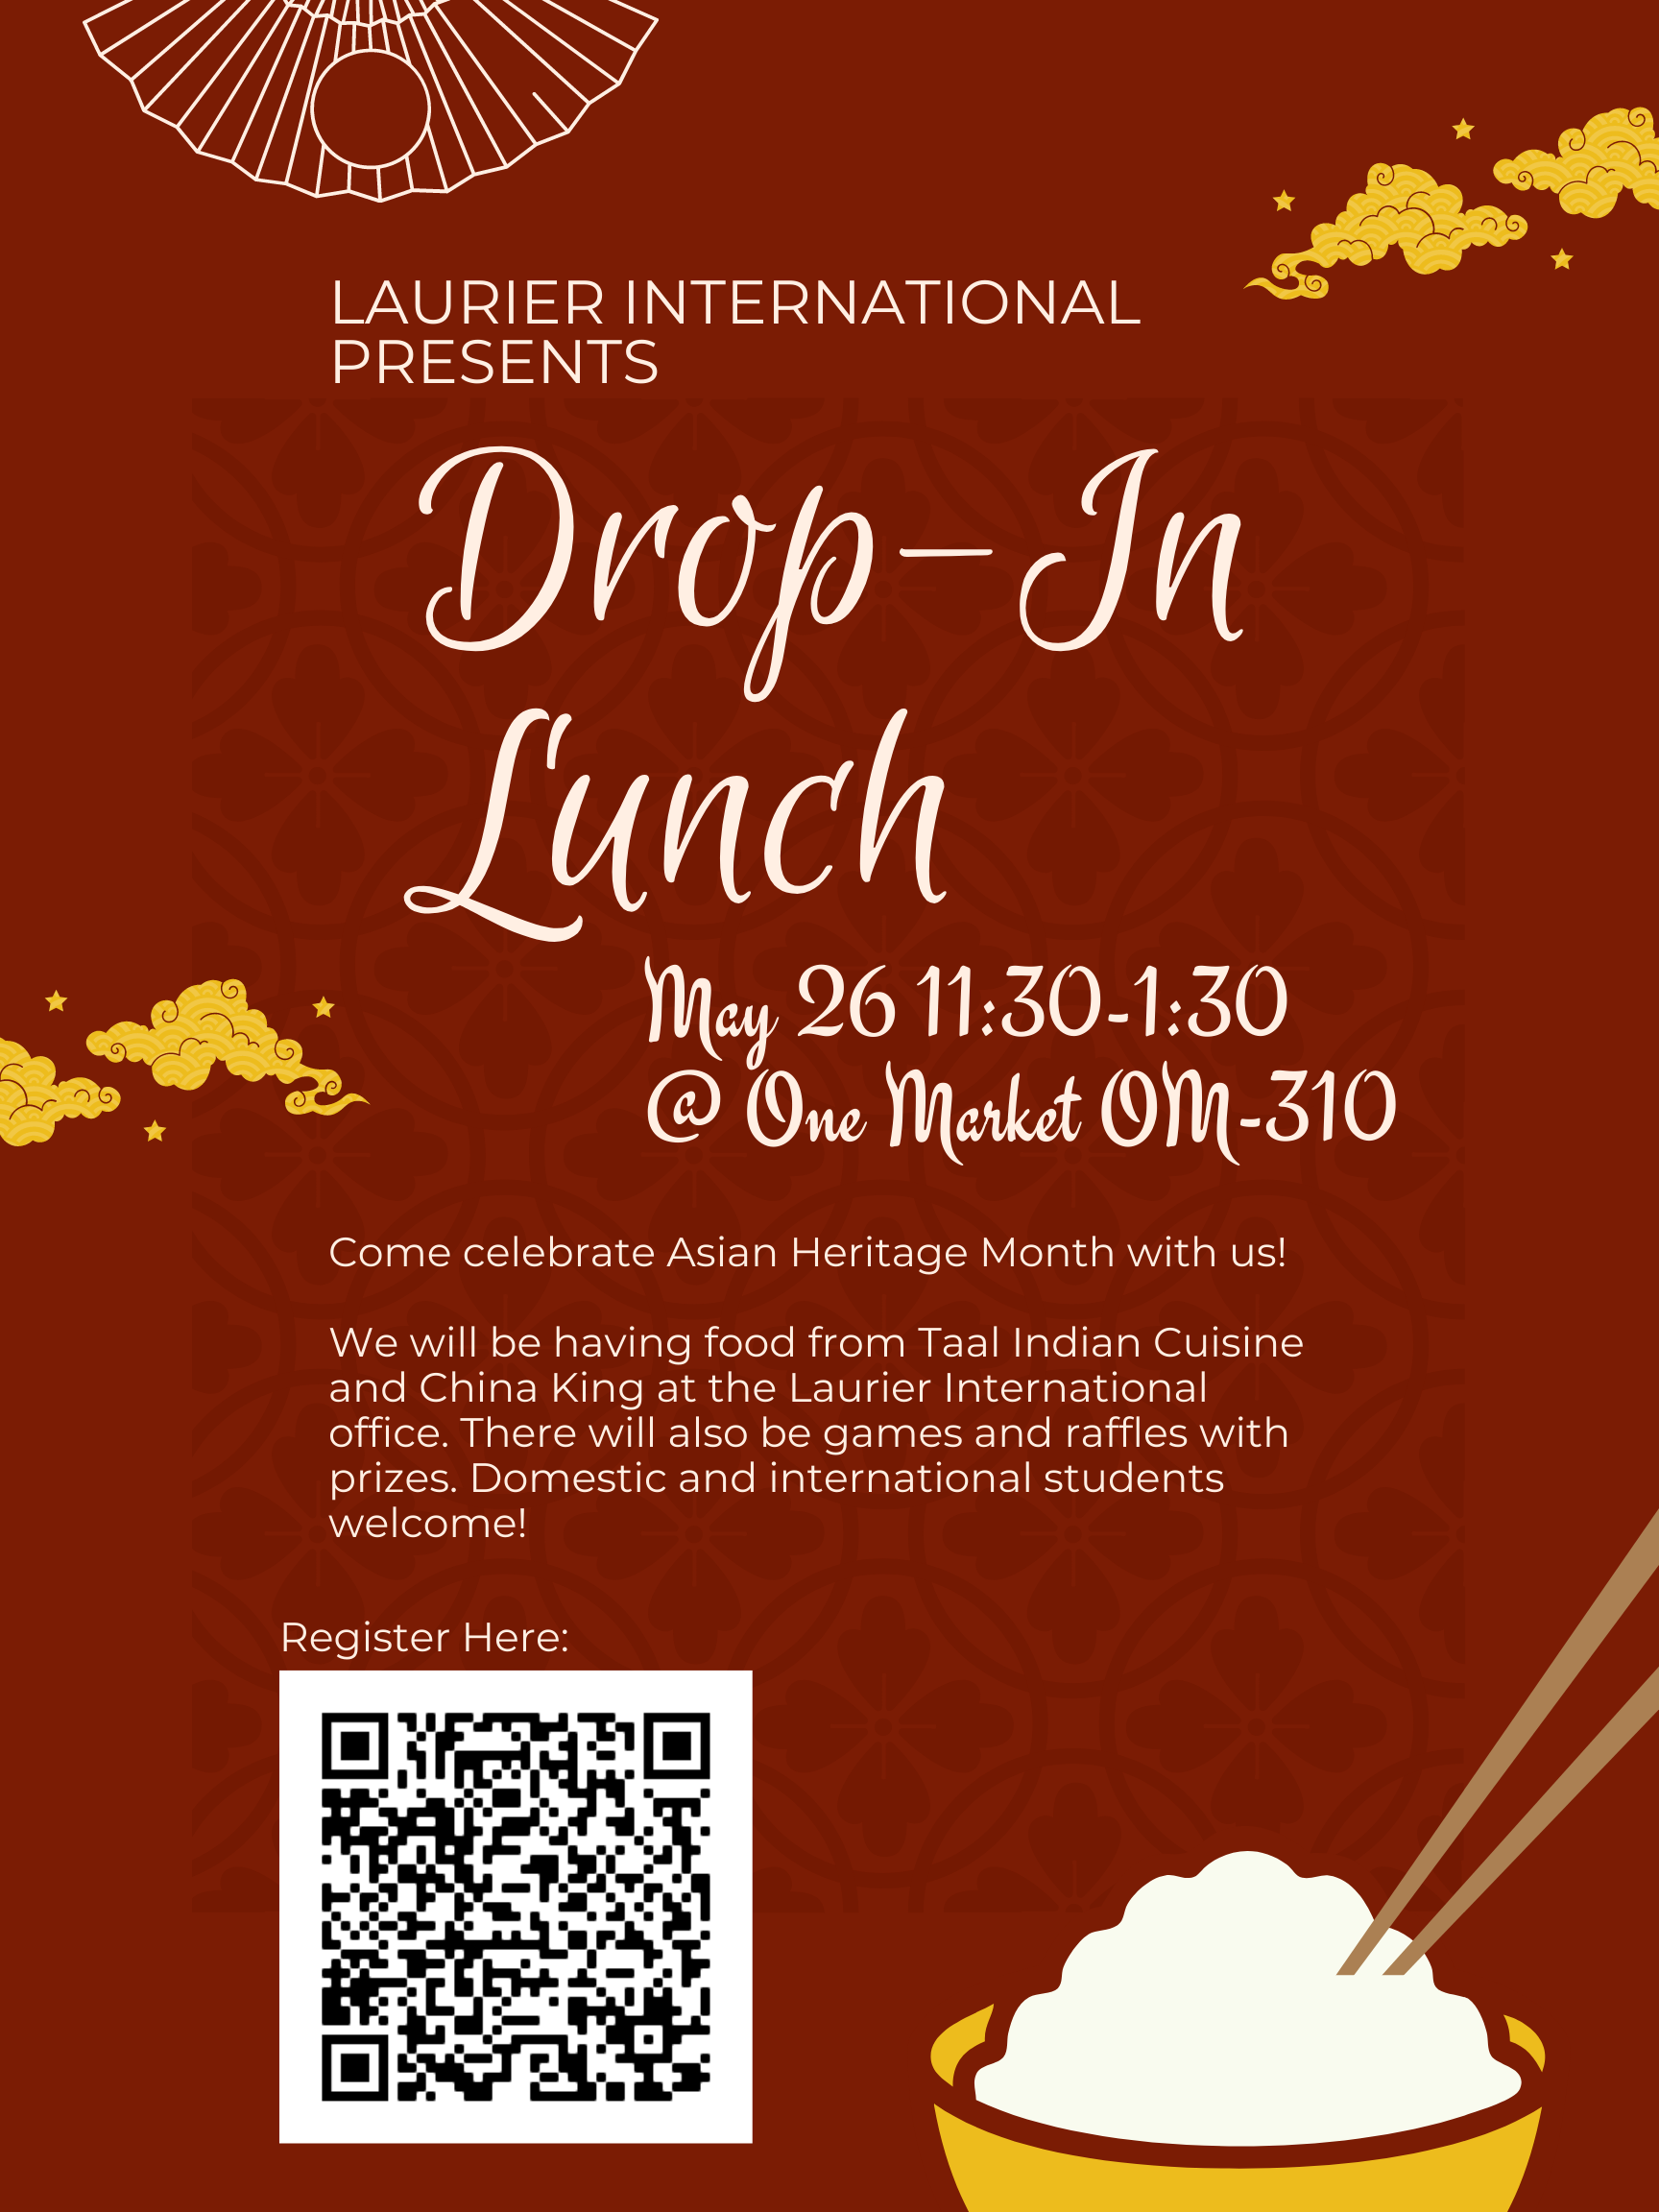 LAURIER INTERNATIONAL
PRESENTS
Drop-In
Lunch
May 26 11:30-1:30
@ One Market OM-310
Come celebrate Asian Heritage Month with us!
We will be having food from Taal Indian Cuisine
and China King at the Laurier International
office. There will also be games and raffles with
prizes. Domestic and international students
welcome!
Register Here: